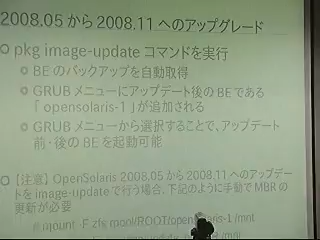 2008.05 から 2008.11 へのアップグレード
pkg image-update コマンドを実行
BE のバックアップを自動取得
GRUB メニューにアップデート後の BE である
「 opensolaris-1 」が追加される
GRUB メニューから選択することで、アップデート
前・後の BE を起動可能
【注意】 OpenSolaris 2008.05 から 2008.11 へのアップデー
トを image-update で行う場合、下記のように手動で MBR の
更新が必要
# mount -F zfs rpool/ROOT/opensolaris-1 /mnt